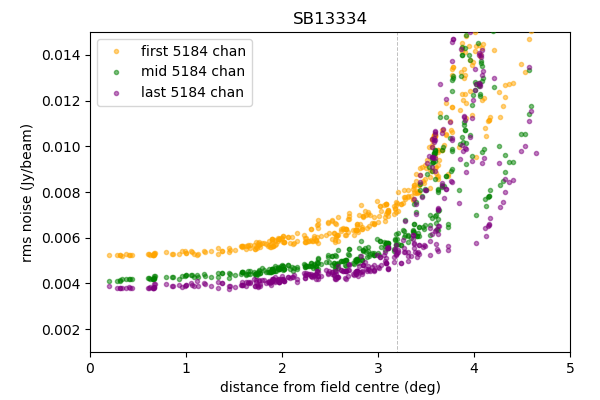 SB13334
first 5184 chan
mid 5184 chan
last 5184 chan
rms noise (Jy/beam)
0.014
0.012
0.010
0.008
0.006
0.004
0.002
0 1 2 3 4 5
distance from field centre (deg)